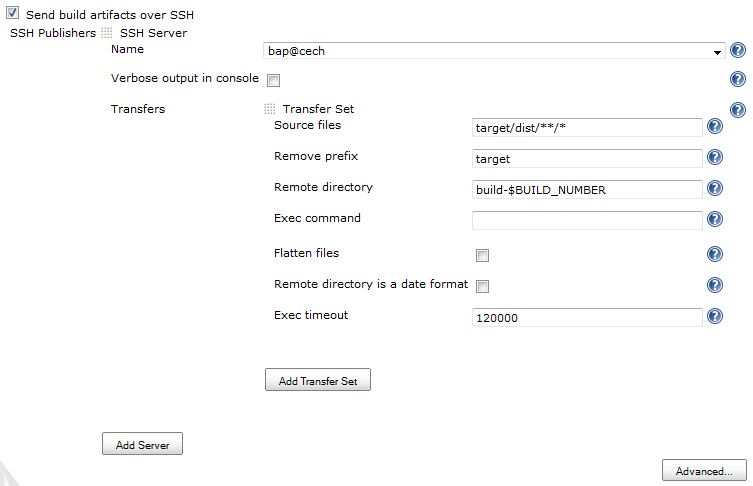 Send build artifacts over SSH
SSH Publishers SSH Server
Name bap@cech
Verbose output in console
Transfers Transfer Set
Source files target/dist/**/*
Remove prefix target
Remote directory build-$BUILD_NUMBER
Exec command
Flatten files
Remote directory is a date format
Exec timeout 120000
Add Transfer Set
Add Server
Advanced...